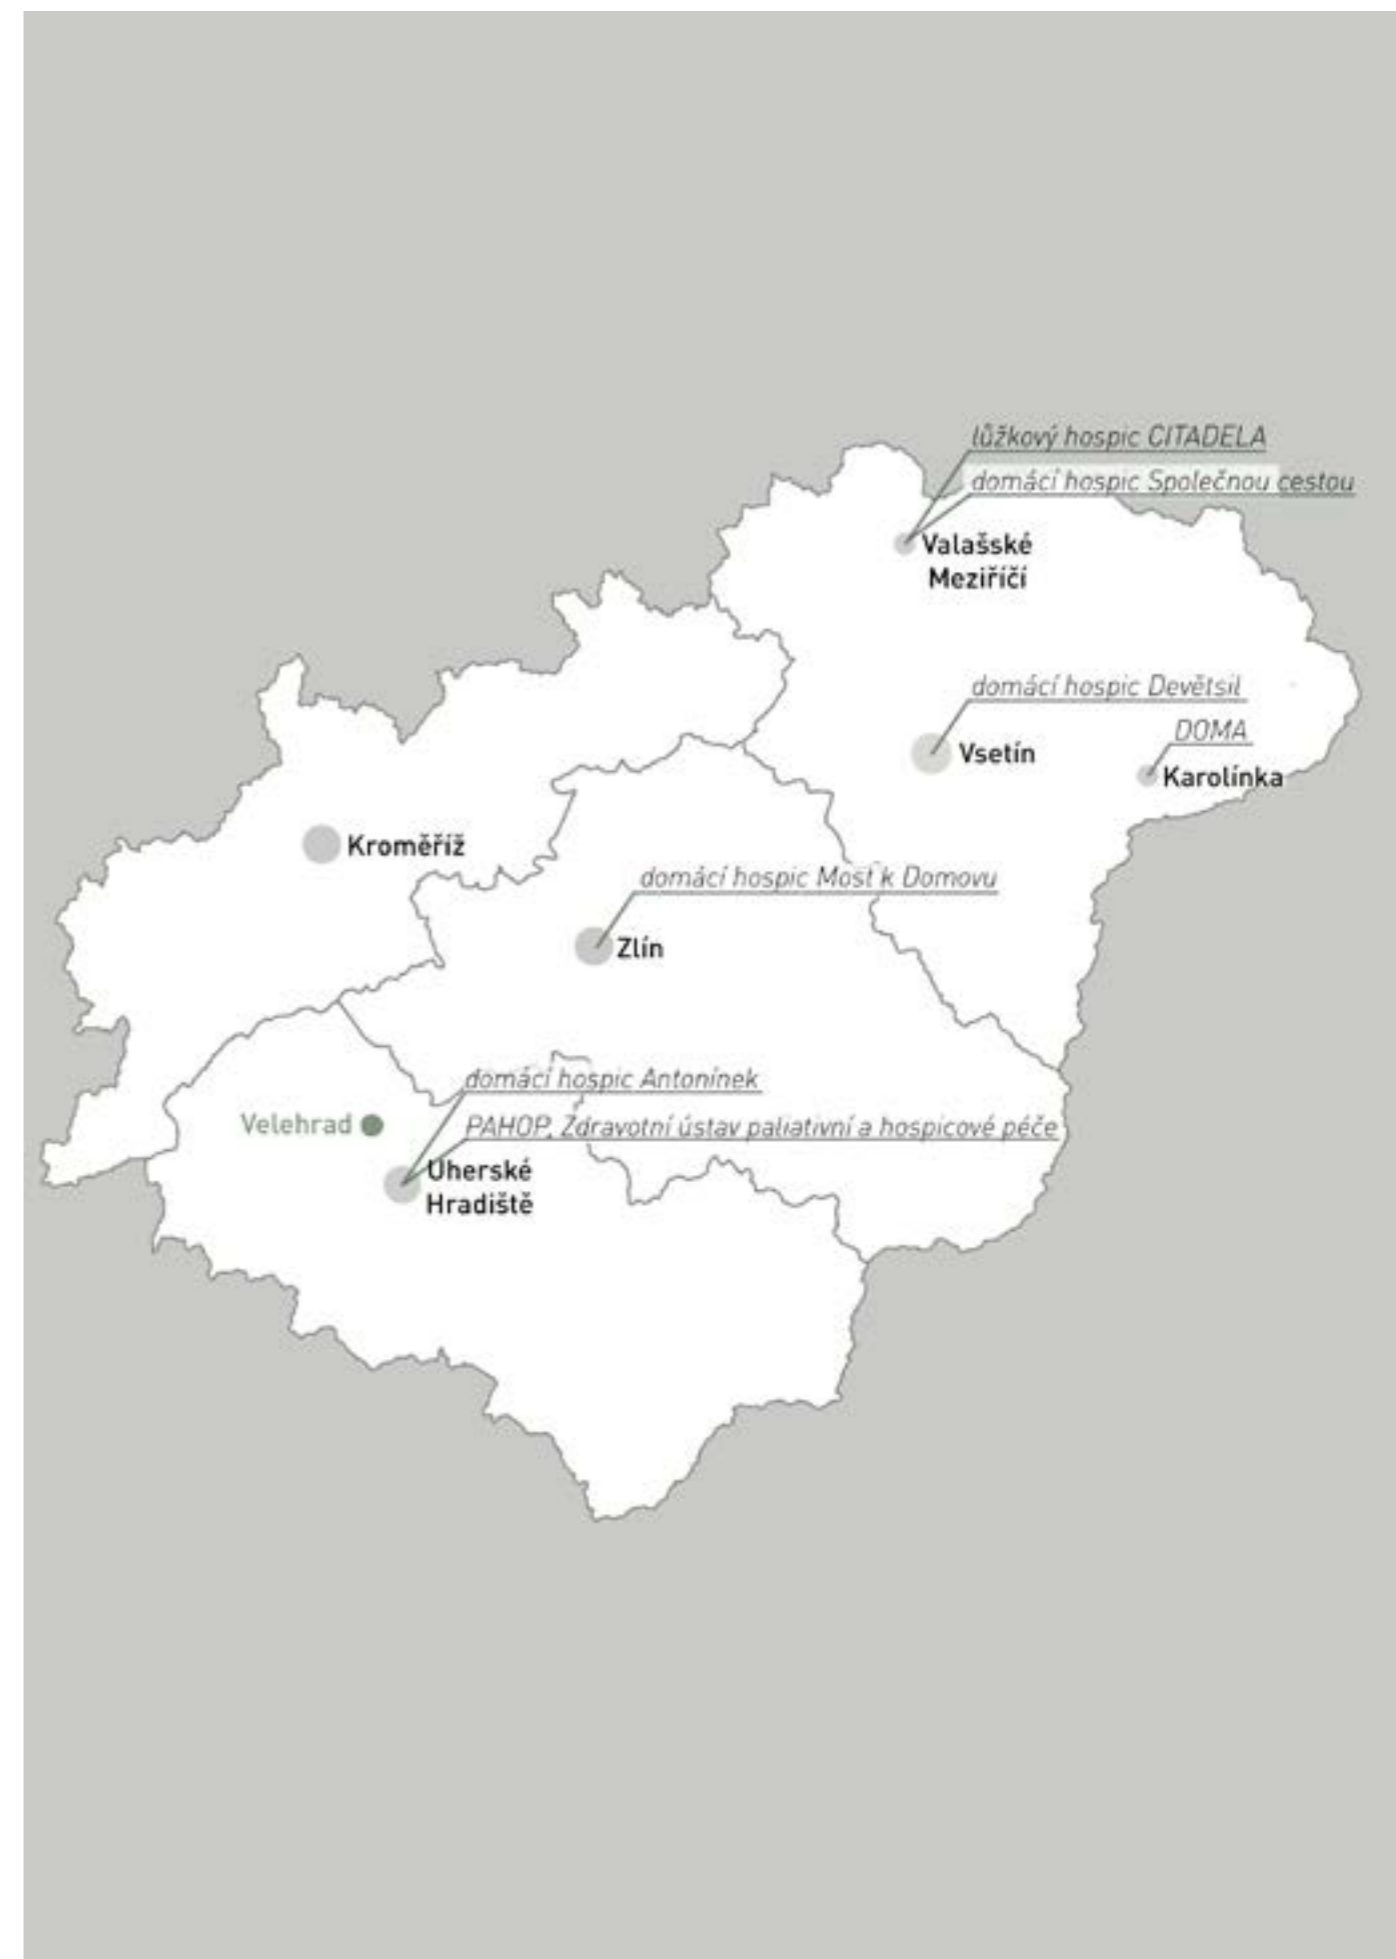 lůžkový hospic CITADELA
domácí hospic Společnou cestou
Valašské
Meziříčí
domácí hospic Devětsil
DOMA
Vsetín
Karolínka
Kroměříž
domácí hospic Most k Domovu
Zlín
domácí hospic Antonínek
Velehrad
PAHOP, Zdravotní ústav paliativní a hospicové péče
Uherské
Hradiště